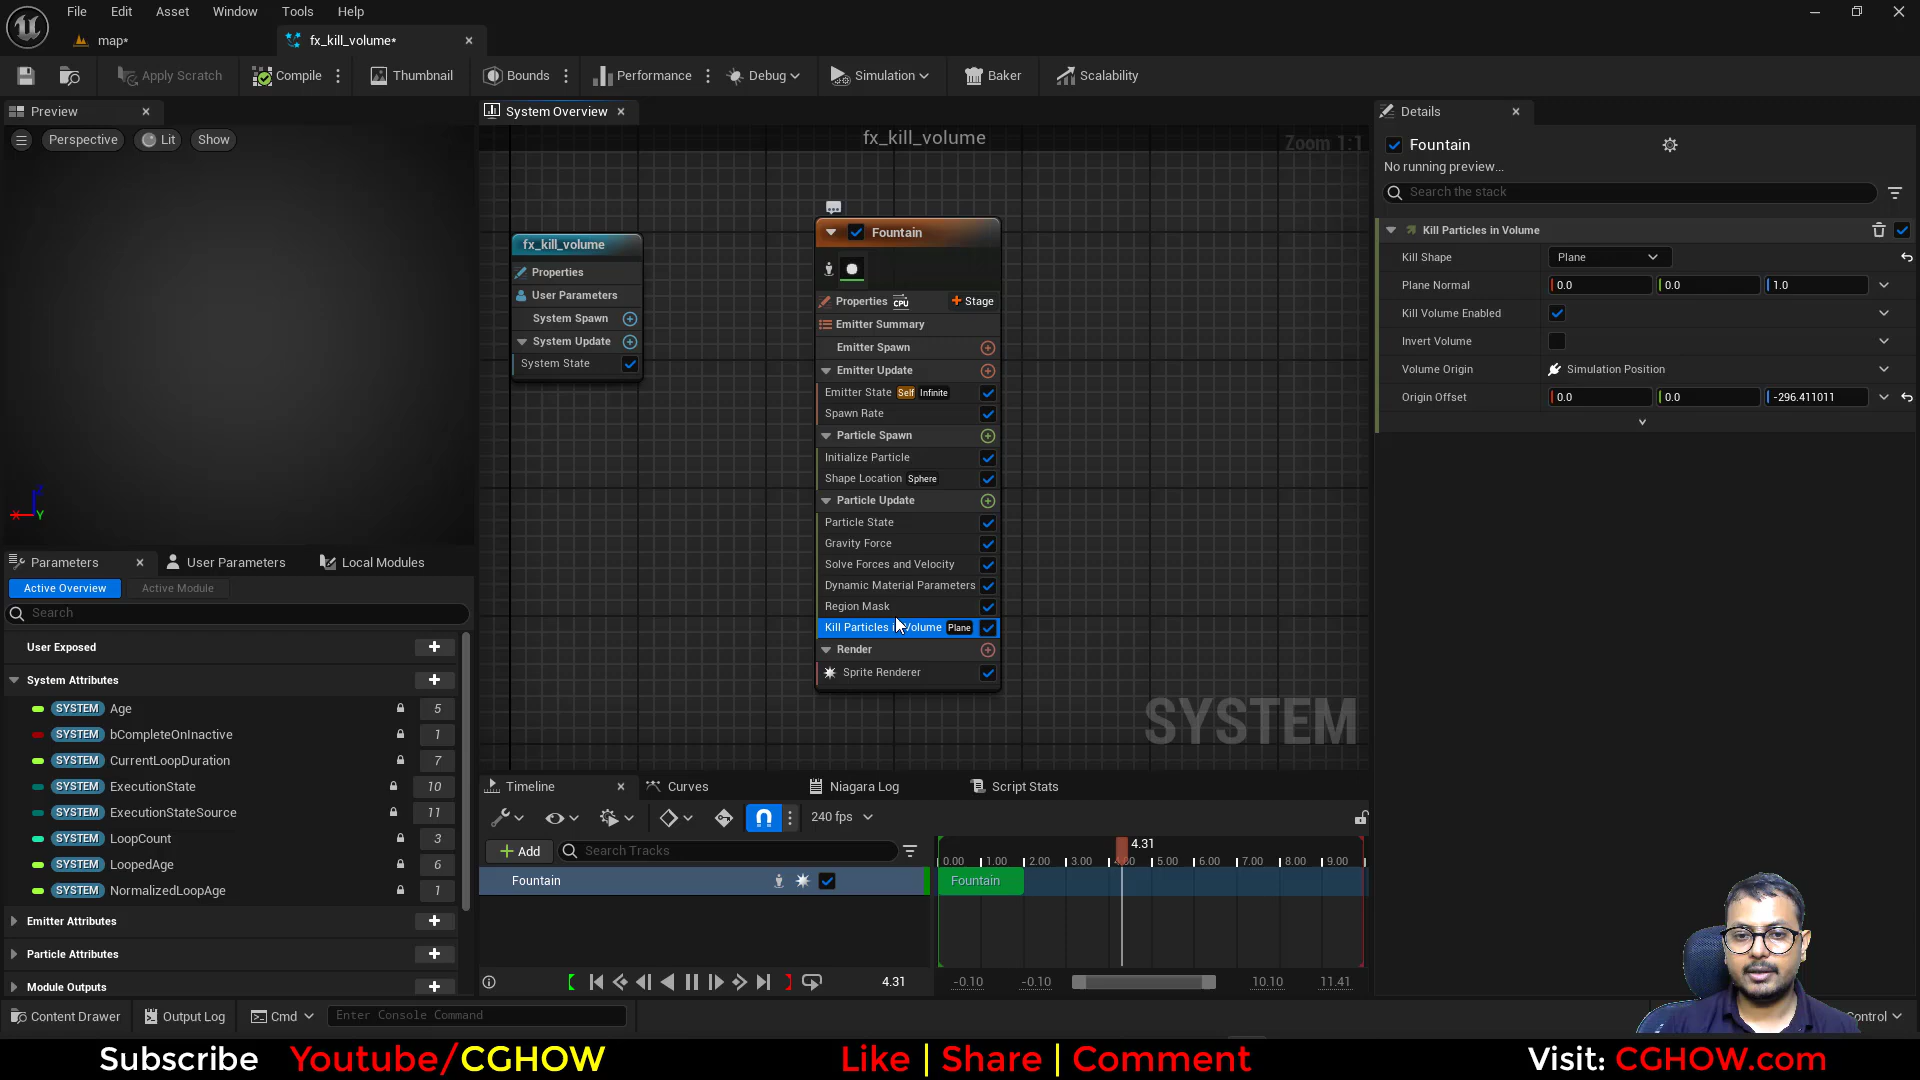 File Edit Asset Window Tools Help
map*
fx_kill_volume*
Apply Scratch
Compile
Thumbnail
Bounds
Performance
Debug
Simulation
Baker
Scalability
Preview
Perspective
Lit
Show
System Overview
fx_kill_volume
Zoom 1:1
fx_kill_volume
Properties
User Parameters
System Spawn
System Update
System State
Fountain
Properties CPU Stage
Emitter Summary
Emitter Spawn
Emitter Update
Emitter State Self Infinite
Spawn Rate
Particle Spawn
Initialize Particle
Shape Location Sphere
Particle Update
Particle State
Gravity Force
Solve Forces and Velocity
Dynamic Material Parameters
Region Mask
Plane
Render
Sprite Renderer
SYSTEM
Details
Fountain
No running preview...
Search the stack
Kill Particles in Volume
Kill Shape Plane
Plane Normal 0.0 0.0 1.0
Kill Volume Enabled
Invert Volume
Volume Origin Simulation Position
Origin Offset 0.0 0.0 -296.411011
X Y
Parameters
User Parameters
Local Modules
Active Overview
Active Module
Search
User Exposed
System Attributes
SYSTEM Age 5
SYSTEM bCompleteOnInactive 1
SYSTEM CurrentLoopDuration 7
SYSTEM ExecutionState 10
SYSTEM ExecutionStateSource 11
SYSTEM LoopCount 3
SYSTEM LoopedAge 6
SYSTEM NormalizedLoopAge 1
Emitter Attributes
Particle Attributes
Module Outputs
Timeline
Curves
Niagara Log
Script Stats
240 fps
Add
Search Tracks
4.31
0.00 1.00 2.00 3.00 5.00 6.00 7.00 8.00 9.00
Fountain
Fountain
4.31
-0.10 -0.10 10.10 11.41
Content Drawer
Output Log
Cmd
Enter Console Command
Subscribe Youtube/CGHOW
Like | Share | Comment
Visit: CGHOW.com